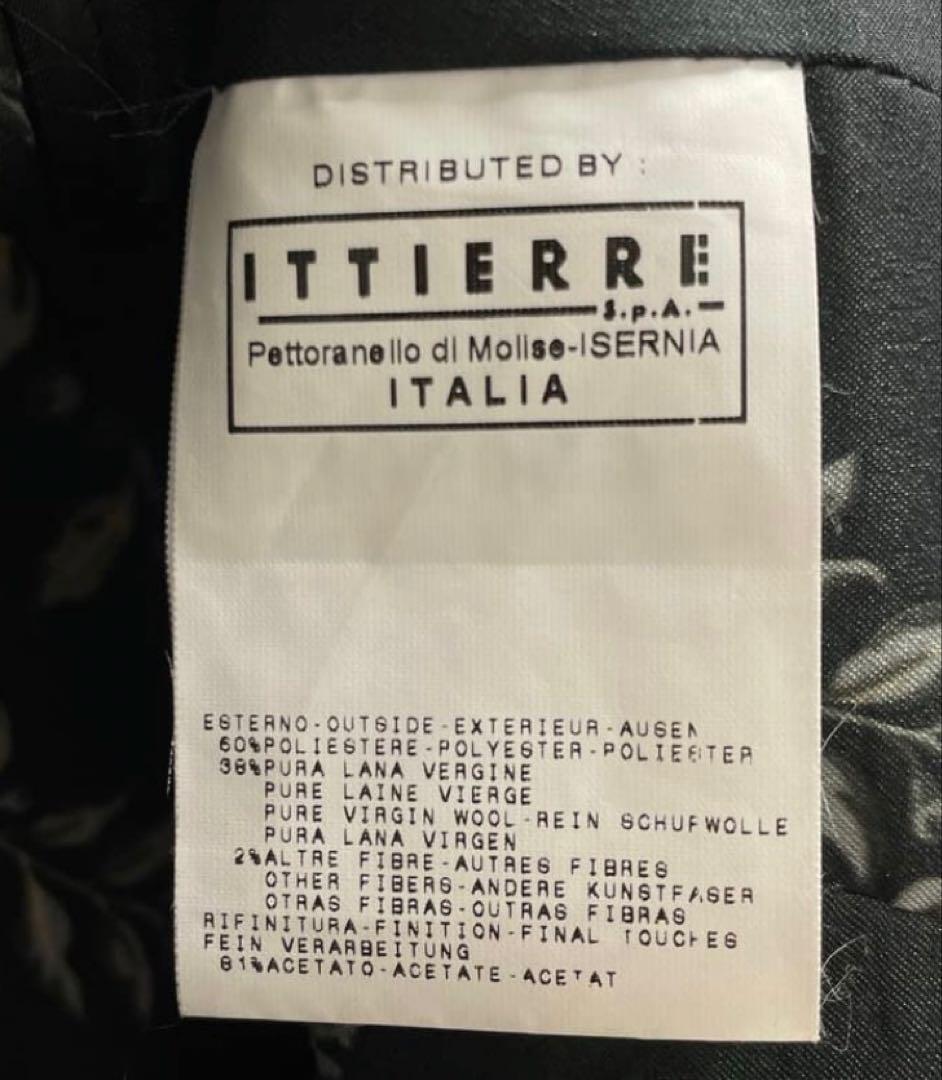 DISTRIBUTED BY :
ITTIERRE
S.p.A.
Pettoranello di Molise-ISERNIA
ITALIA
ESTERNO-OUTSIDE-EXTERIEUR-AUSEN
60%POLIESTERE-POLYESTER-POLIESTER
38%PURA LANA VERGINE
PURE LAINE VIERGE
PURE VIRGIN WOOL-REIN SCHURWOLLE
PURA LANA VIRGEN
2%ALTRE FIBRE-AUTRES FIBRES
OTHER FIBERS-ANDERE KUNSTFASER
OTRAS FIBRAS-OUTRAS FIBRAS
RIFINITURA-FINITION-FINAL TOUCHES
FEIN VERARBEITUNG
81%ACETATO-ACETATE-ACETAT